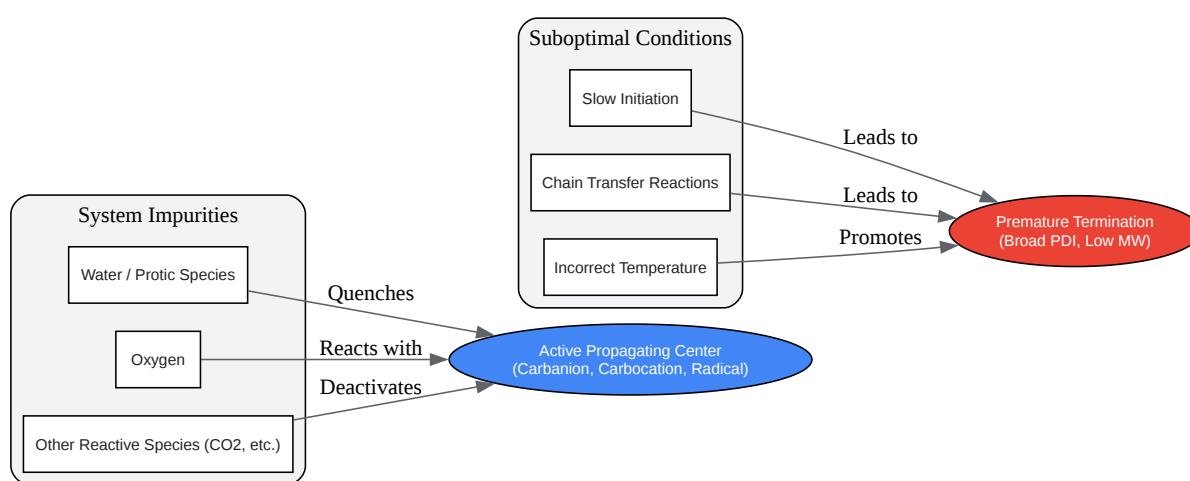 Suboptimal Conditions
Slow Initiation
Leads to
Chain Transfer Reactions
Leads to
Premature Termination
(Broad PDI, Low MW)
Incorrect Temperature
Promotes
System Impurities
Water / Protic Species
Quenches
Oxygen
Reacts with
Active Propagating Center
(Carbanion, Carbocation, Radical)
Other Reactive Species (CO2, etc.)
Deactivates